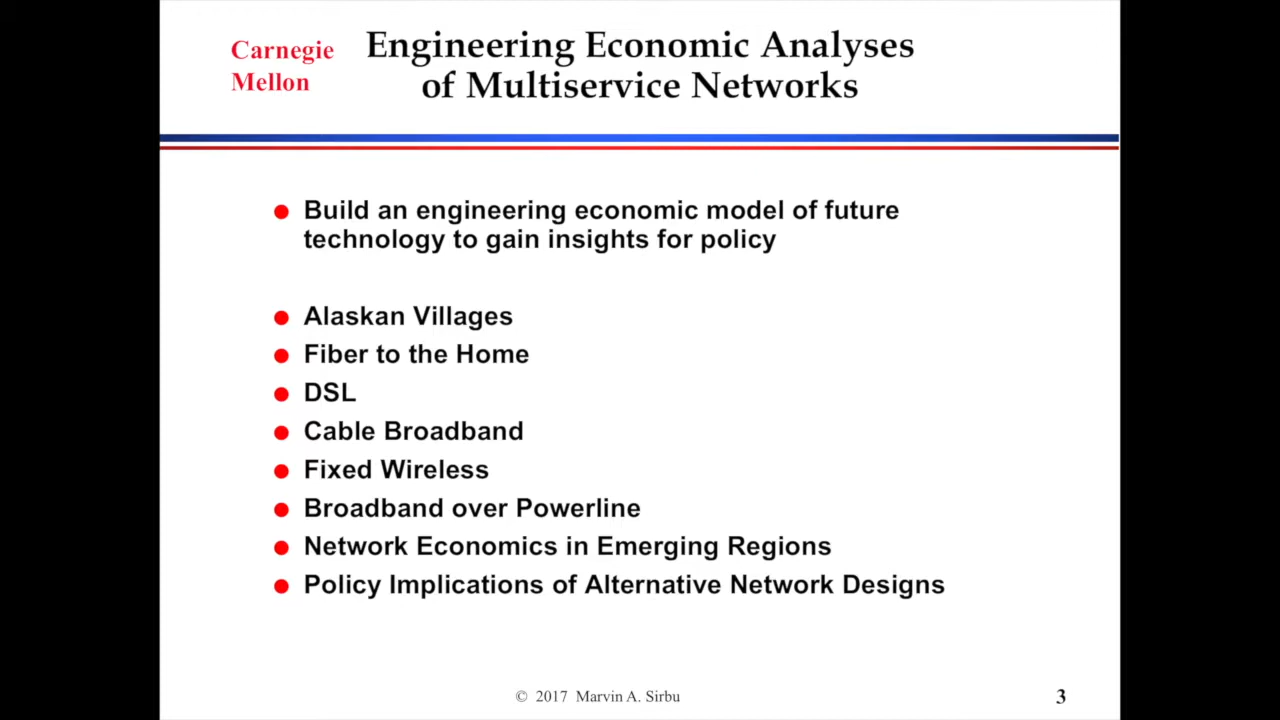 Carnegie
Mellon
Engineering Economic Analyses
of Multiservice Networks
Build an engineering economic model of future
technology to gain insights for policy
Alaskan Villages
Fiber to the Home
DSL
Cable Broadband
Fixed Wireless
Broadband over Powerline
Network Economics in Emerging Regions
Policy Implications of Alternative Network Designs
© 2017 Marvin A. Sirbu
3